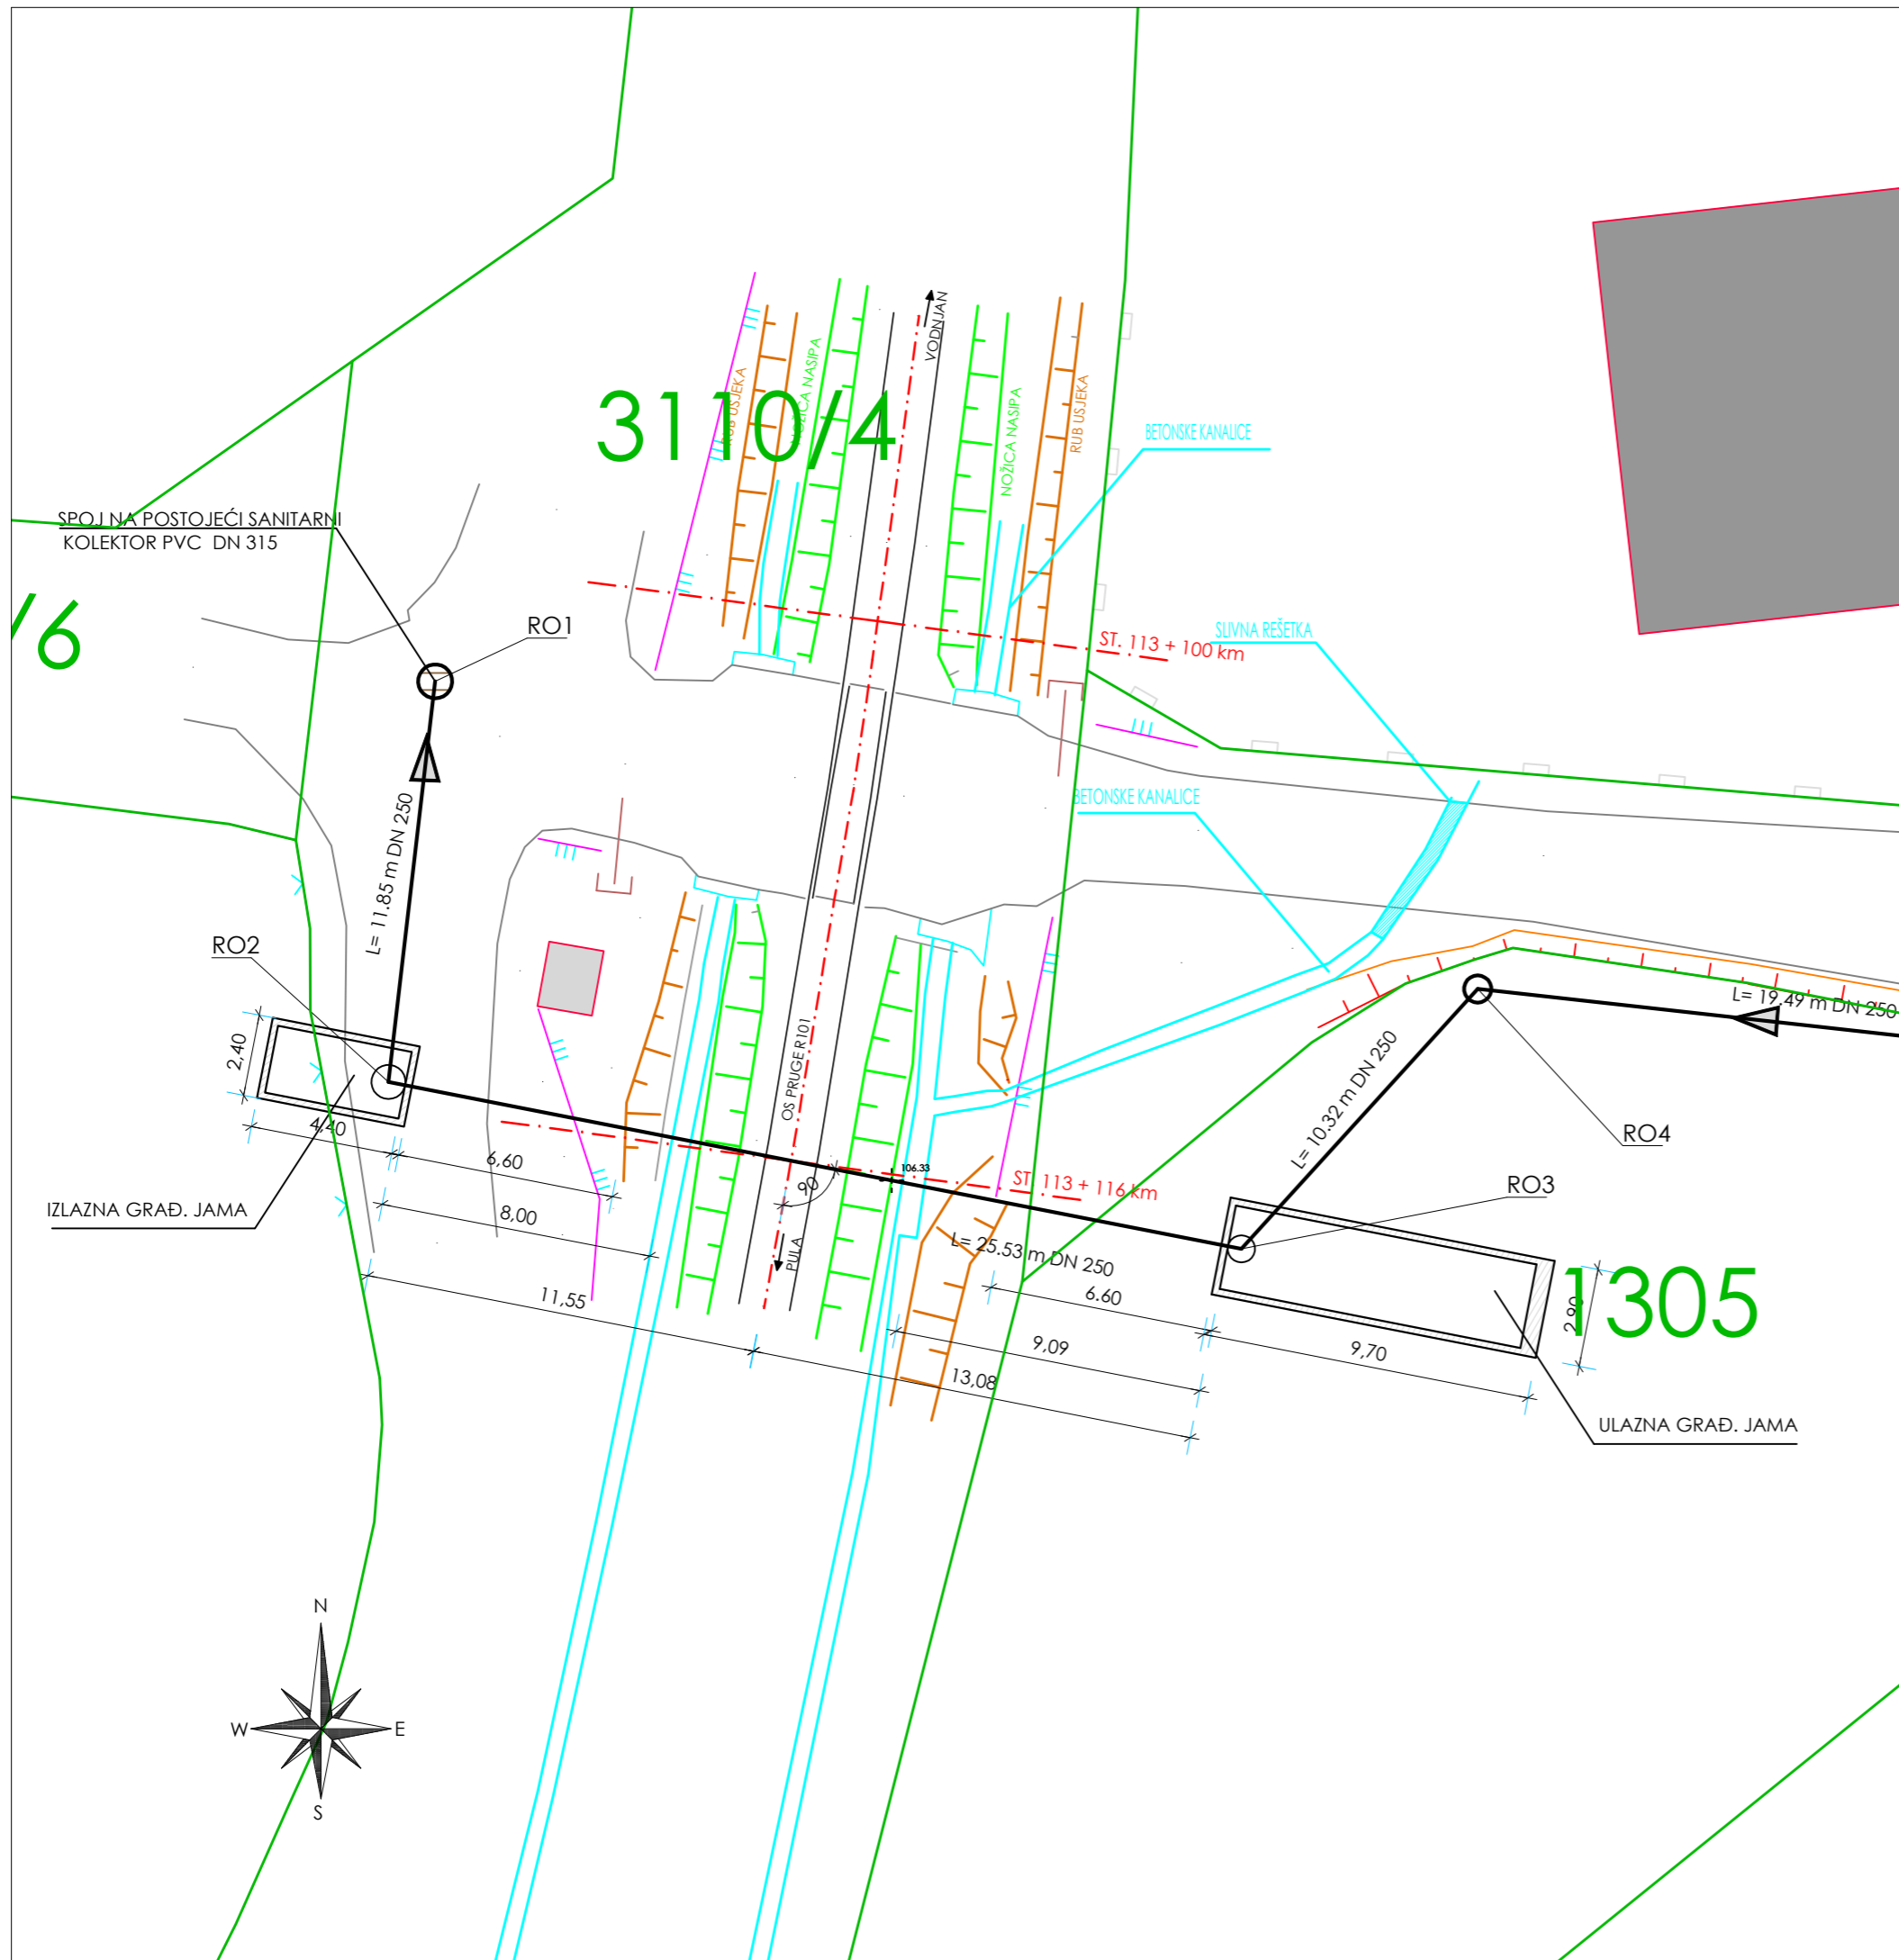 VODNJAN
RUB USJEKA
NOŽICA NASIPA
3110/4
NOŽICA NASIPA
RUB USJEKA
BETONSKE KANALICE
SPOJ NA POSTOJEĆI SANITARNI
KOLEKTOR PVC DN 315
/6
RO1
ST. 113 + 100 km
SLIVNA REŠETKA
BETONSKE KANALICE
L= 11.85 m DN 250
RO2
L= 19.49 m DN 250
2,40
OS PRUGE R101
L= 10.32 m DN 250
4,40
6,60
RO4
106.33
ST. 113 + 116 km
90
RO3
IZLAZNA GRAĐ. JAMA
8,00
PULA
L= 25.53 m DN 250
6.60
11,55
1305
2,90
9,09
9,70
13,08
ULAZNA GRAĐ. JAMA
N
W
E
S